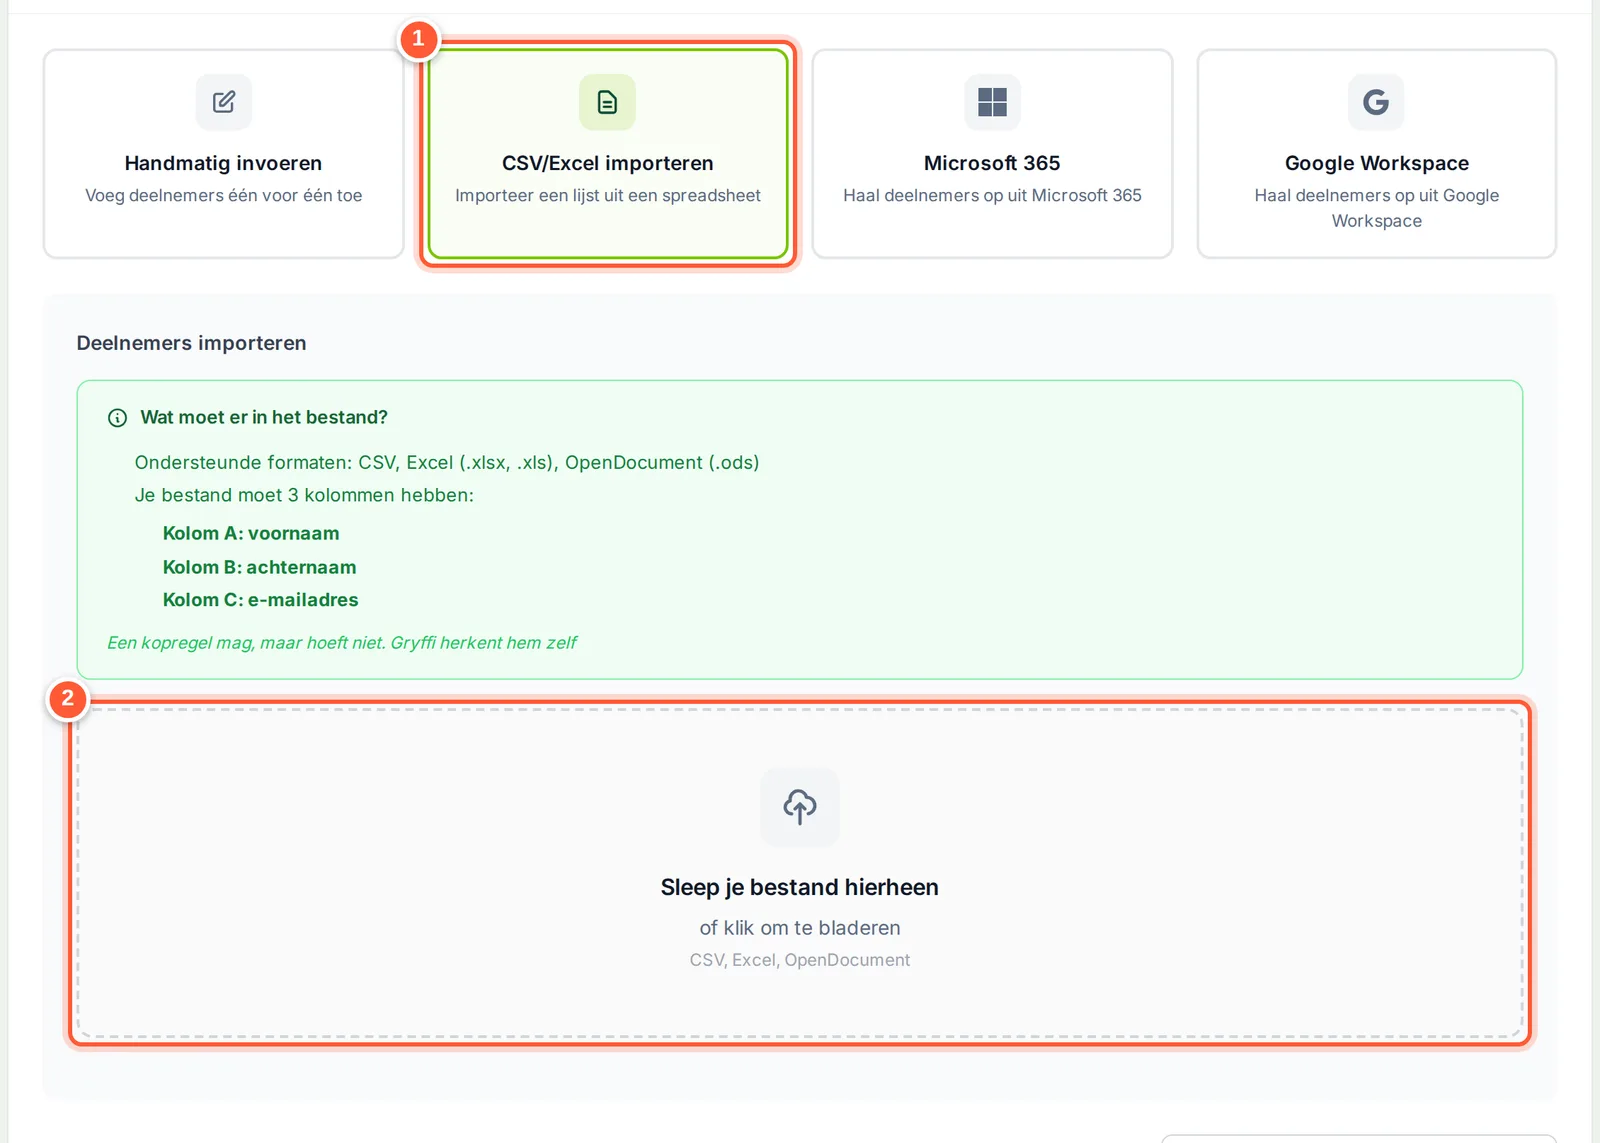 1
Handmatig invoeren
Voeg deelnemers één voor één toe
CSV/Excel importeren
Importeer een lijst uit een spreadsheet
Microsoft 365
Haal deelnemers op uit Microsoft 365
G
Google Workspace
Haal deelnemers op uit Google
Workspace
Deelnemers importeren
Wat moet er in het bestand?
Ondersteunde formaten: CSV, Excel (.xlsx, .xls), OpenDocument (.ods)
Je bestand moet 3 kolommen hebben:
Kolom A: voornaam
Kolom B: achternaam
Kolom C: e-mailadres
Een kopregel mag, maar hoeft niet. Gryffi herkent hem zelf
2
Sleep je bestand hierheen
of klik om te bladeren
CSV, Excel, OpenDocument